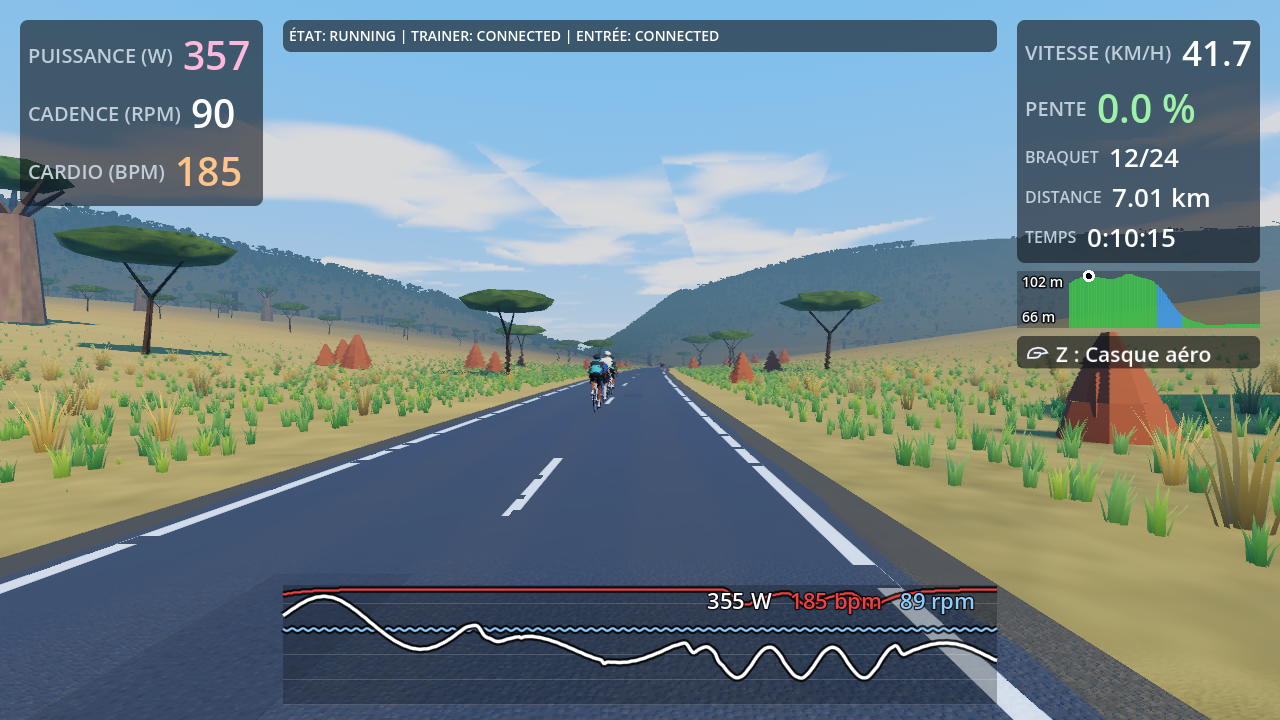 PUISSANCE (W) 357
CADENCE (RPM) 90
CARDIO (BPM) 185
ÉTAT: RUNNING | TRAINER: CONNECTED | ENTRÉE: CONNECTED
VITESSE (KM/H) 41.7
PENTE 0.0 %
BRAQUET 12/24
DISTANCE 7.01 km
TEMPS 0:10:15
102 m
66 m
Z : Casque aéro
355 W 185 bpm 89 rpm